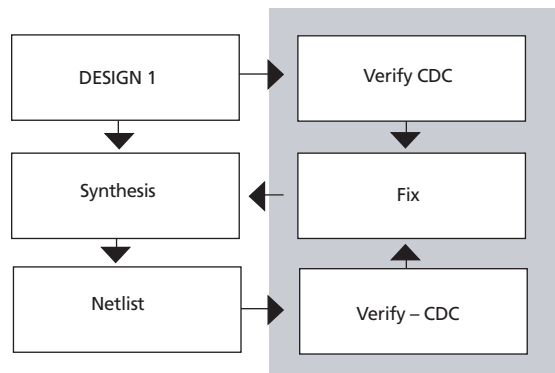 DESIGN 1
Verify CDC
Synthesis
Fix
Netlist
Verify – CDC